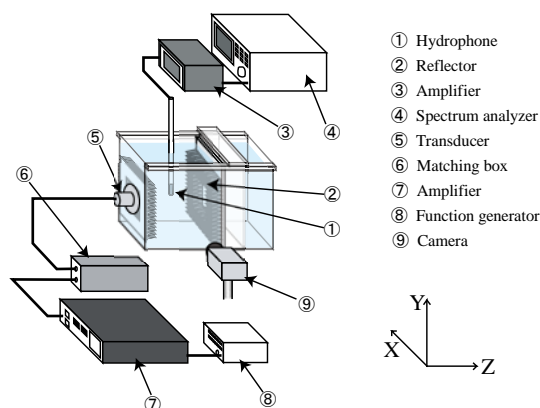 ① Hydrophone
② Reflector
③ Amplifier
④ Spectrum analyzer
⑤ Transducer
⑥ Matching box
⑦ Amplifier
⑧ Function generator
⑨ Camera
③
④
⑤
⑥
②
①
⑨
⑦
⑧
Y
X
Z